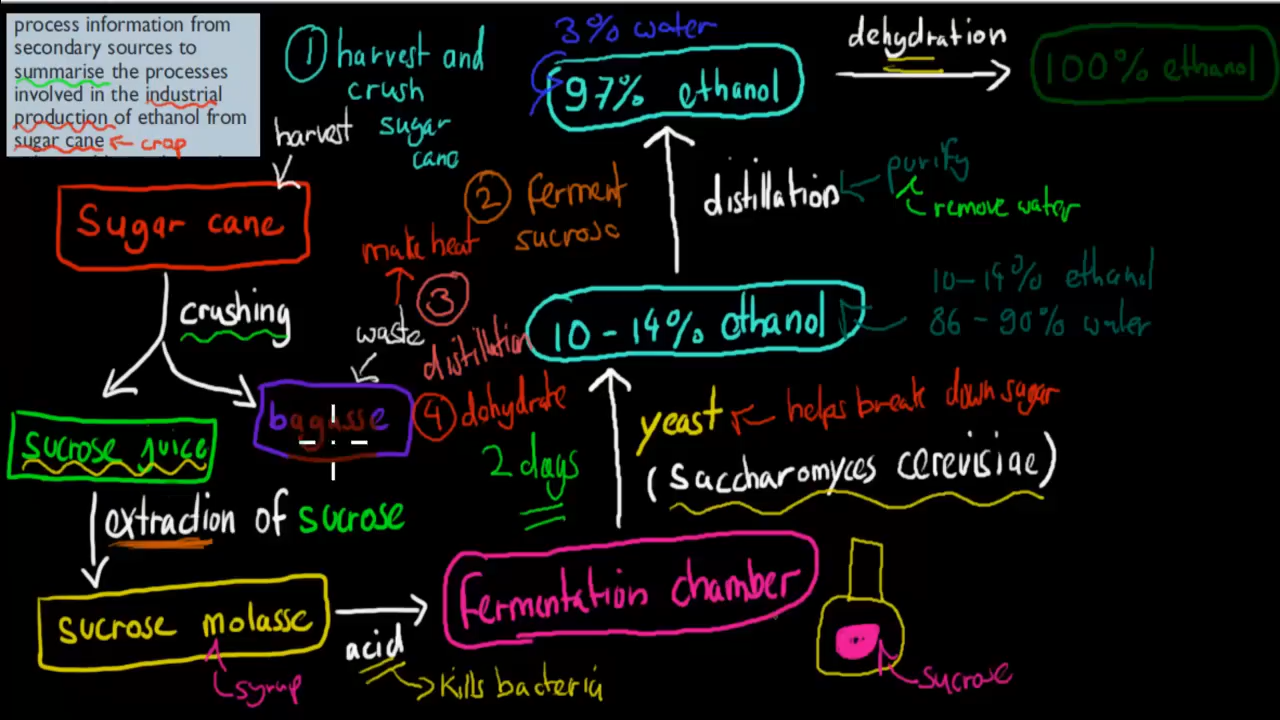 process information from
secondary sources to
summarise the processes
involved in the industrial
production of ethanol from
sugar cane ← crop
1 harvest and
crush
sugar
cane
harvest
Sugar cane
crushing
sucrose juice
waste
bagasse
make heat
extraction of sucrose
sucrose molasse
syrup
acid
kills bacteria
Fermentation chamber
sucrose
2 days
yeast ← helps break down sugar
(Saccharomyces cerevisiae)
10-14% ethanol
10-14% ethanol
86-90% water
distillation
purify
remove water
3% water
97% ethanol
dehydration
100% ethanol
2 ferment
sucrose
3
distillation
4 dehydrate